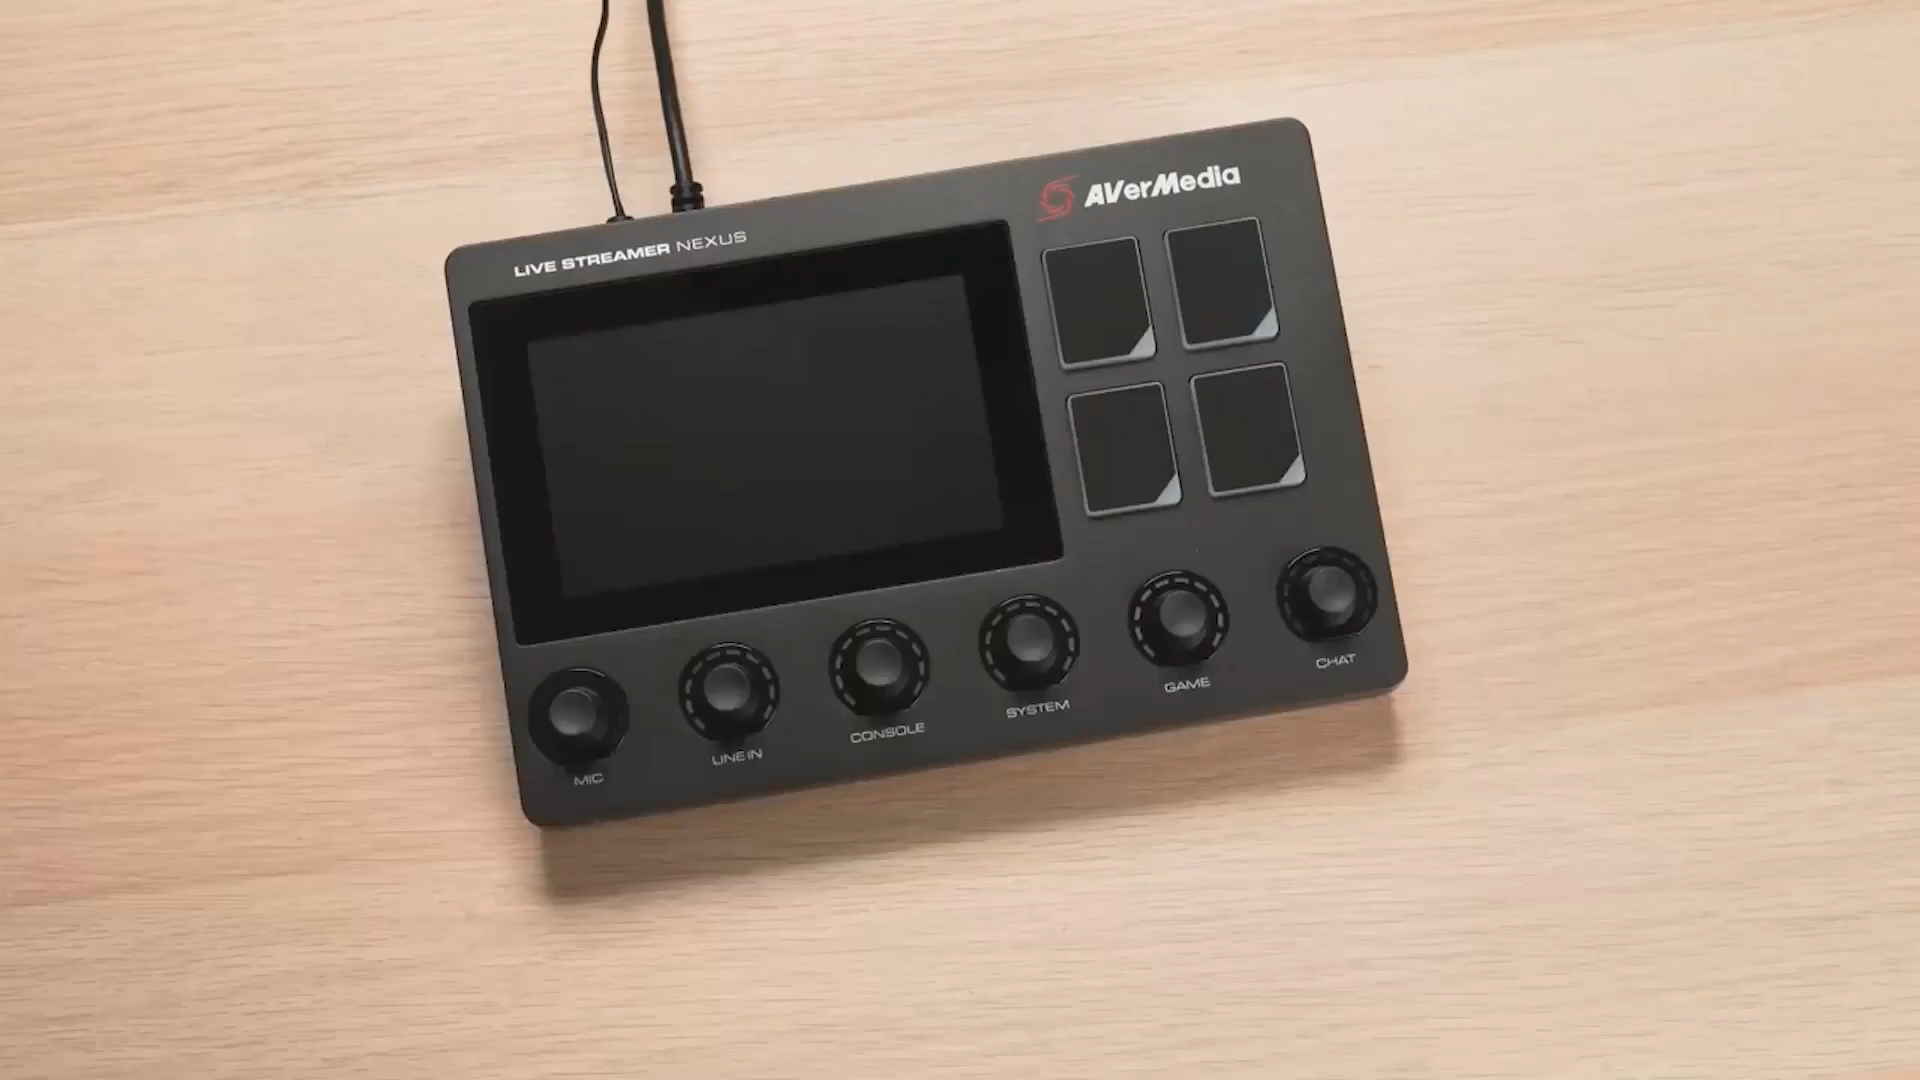 AVerMedia
LIVE STREAMER NEXUS
MIC
LINE IN
CONSOLE
SYSTEM
GAME
CHAT